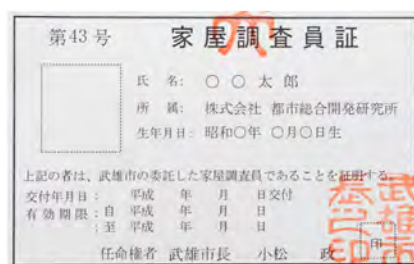 第43号 家屋調査員証
氏 名: ○○太郎
所 属: 株式会社 都市総合開発研究所
生年月日: 昭和○年 ○月○日生
上記の者は、武雄市の委託した家屋調査員であることを証明する。
交付年月日: 平成 年 月 日交付
有効期限:自 平成 年 月 日
:至 平成 年 月 日
任命権者 武雄市長 小松 政 印
武雄市